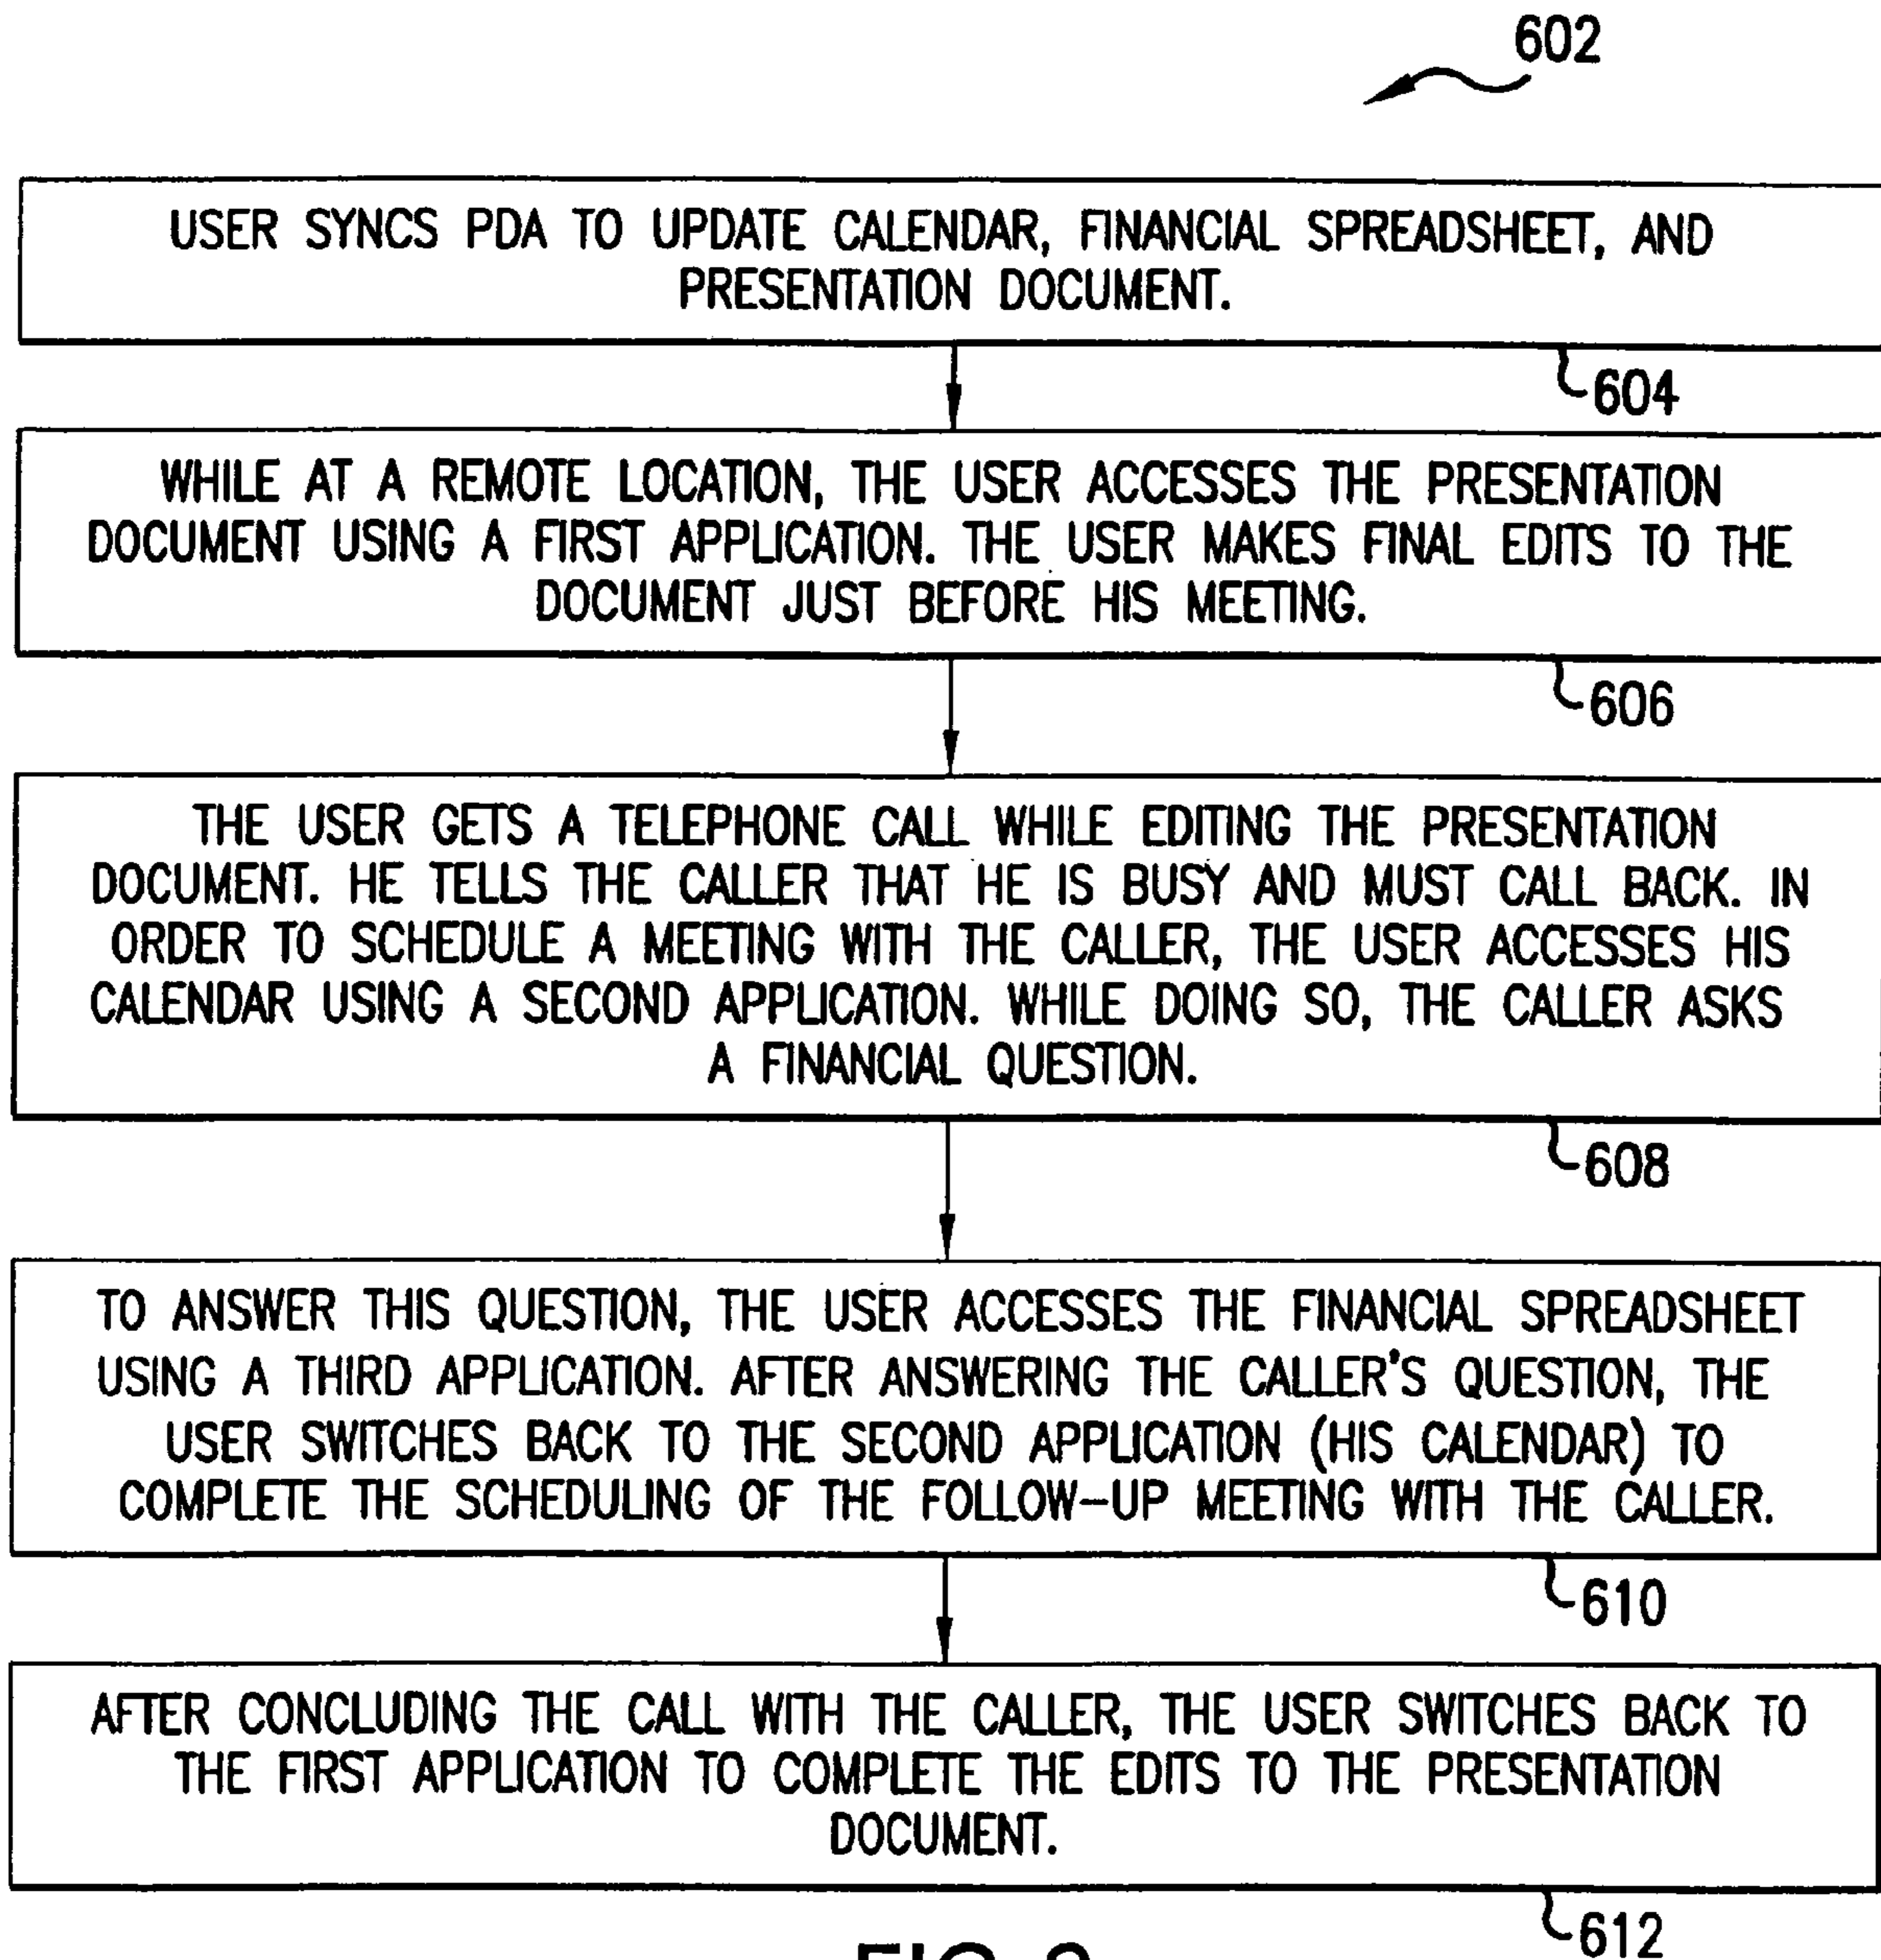 602
USER SYNCS PDA TO UPDATE CALENDAR, FINANCIAL SPREADSHEET, AND
PRESENTATION DOCUMENT.
604
WHILE AT A REMOTE LOCATION, THE USER ACCESSES THE PRESENTATION
DOCUMENT USING A FIRST APPLICATION. THE USER MAKES FINAL EDITS TO THE
DOCUMENT JUST BEFORE HIS MEETING.
606
THE USER GETS A TELEPHONE CALL WHILE EDITING THE PRESENTATION
DOCUMENT. HE TELLS THE CALLER THAT HE IS BUSY AND MUST CALL BACK. IN
ORDER TO SCHEDULE A MEETING WITH THE CALLER, THE USER ACCESSES HIS
CALENDAR USING A SECOND APPLICATION. WHILE DOING SO, THE CALLER ASKS
A FINANCIAL QUESTION.
608
TO ANSWER THIS QUESTION, THE USER ACCESSES THE FINANCIAL SPREADSHEET
USING A THIRD APPLICATION. AFTER ANSWERING THE CALLER'S QUESTION, THE
USER SWITCHES BACK TO THE SECOND APPLICATION (HIS CALENDAR) TO
COMPLETE THE SCHEDULING OF THE FOLLOW-UP MEETING WITH THE CALLER.
610
AFTER CONCLUDING THE CALL WITH THE CALLER, THE USER SWITCHES BACK TO
THE FIRST APPLICATION TO COMPLETE THE EDITS TO THE PRESENTATION
DOCUMENT.
612